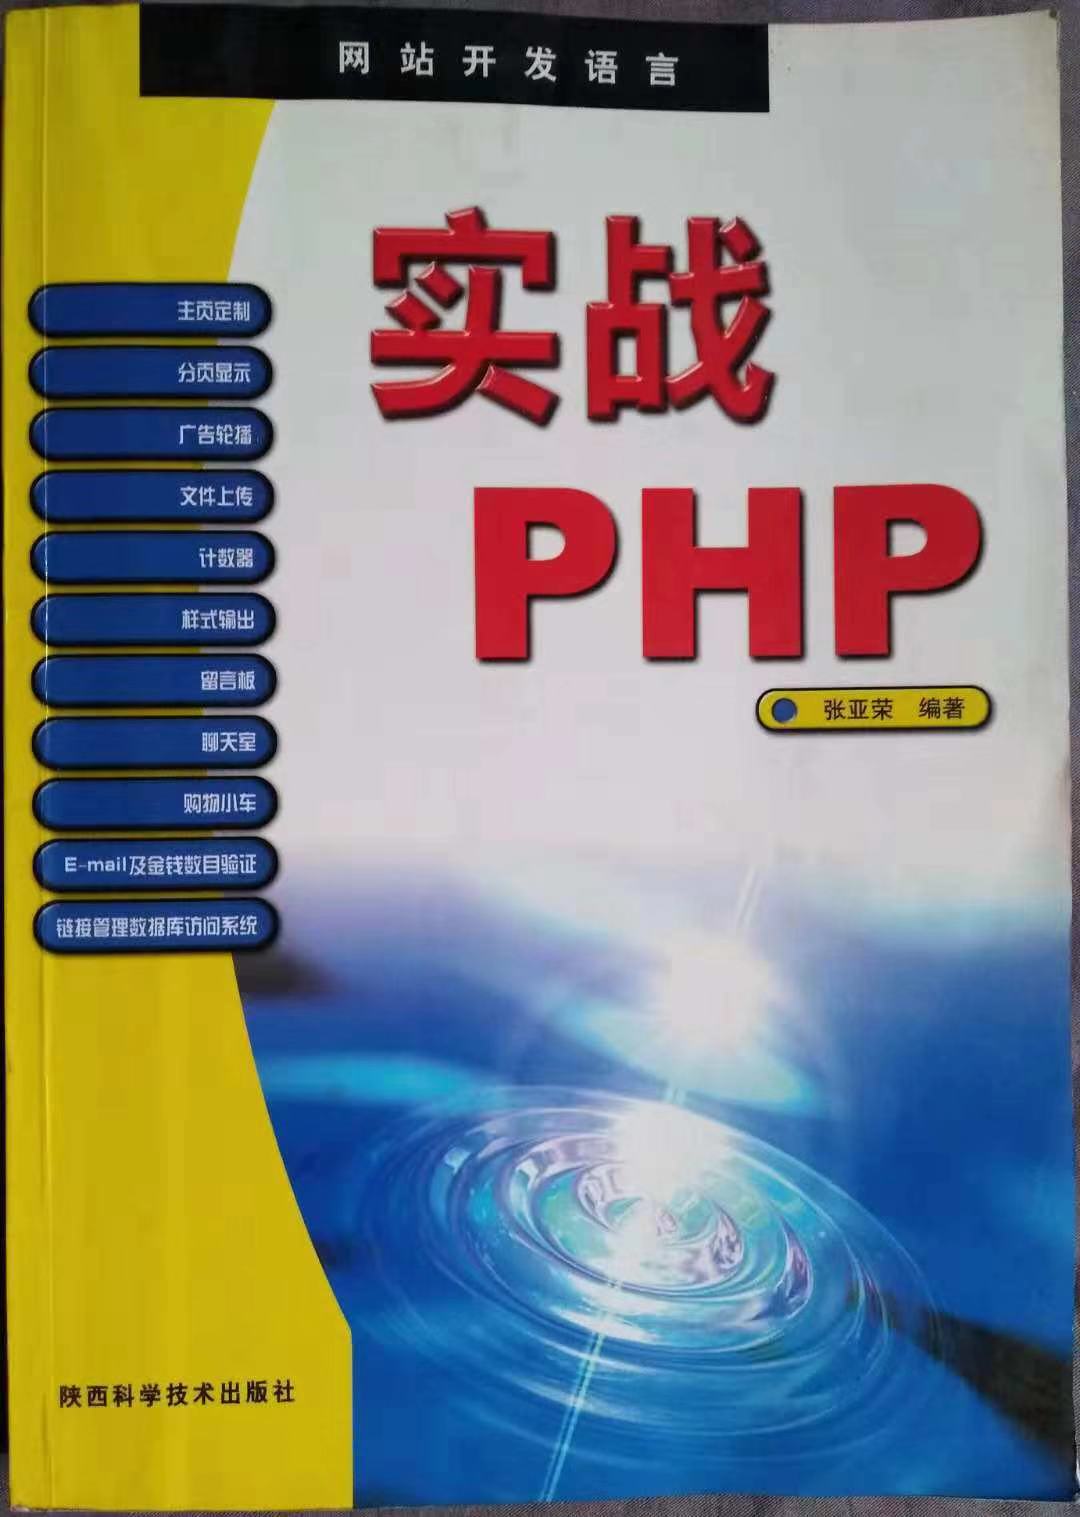 网站开发语言
实战
PHP
张亚荣 编著
主页定制
分页显示
广告轮播
文件上传
计数器
样式输出
留言板
聊天室
购物小车
E-mail及金钱数目验证
链接管理数据库访问系统
陕西科学技术出版社